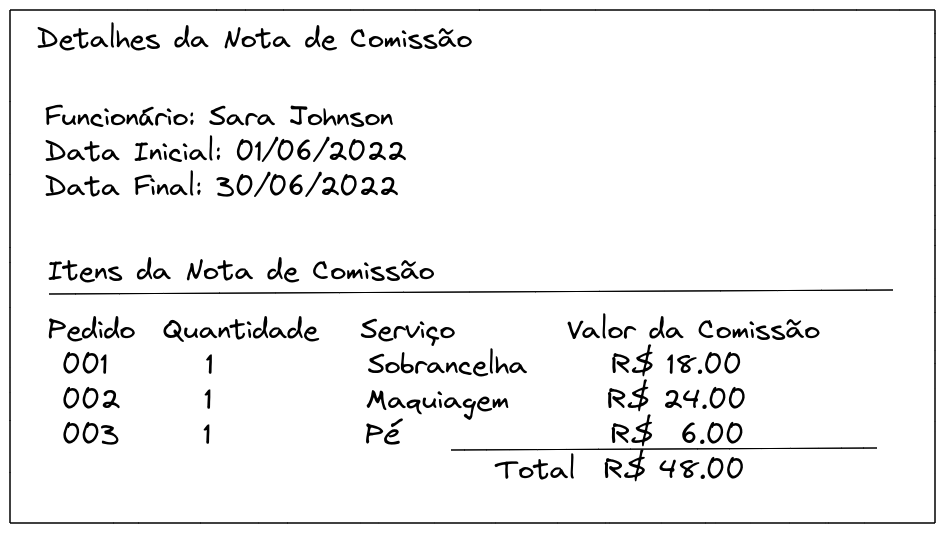 Detalhes da Nota de Comissão
Funcionário: Sara Johnson
Data Inicial: 01/06/2022
Data Final: 30/06/2022
Itens da Nota de Comissão
Pedido Quantidade Serviço Valor da Comissão
001 1 Sobrancelha R$ 18.00
002 1 Maquiagem R$ 24.00
003 1 Pé R$ 6.00
Total R$ 48.00